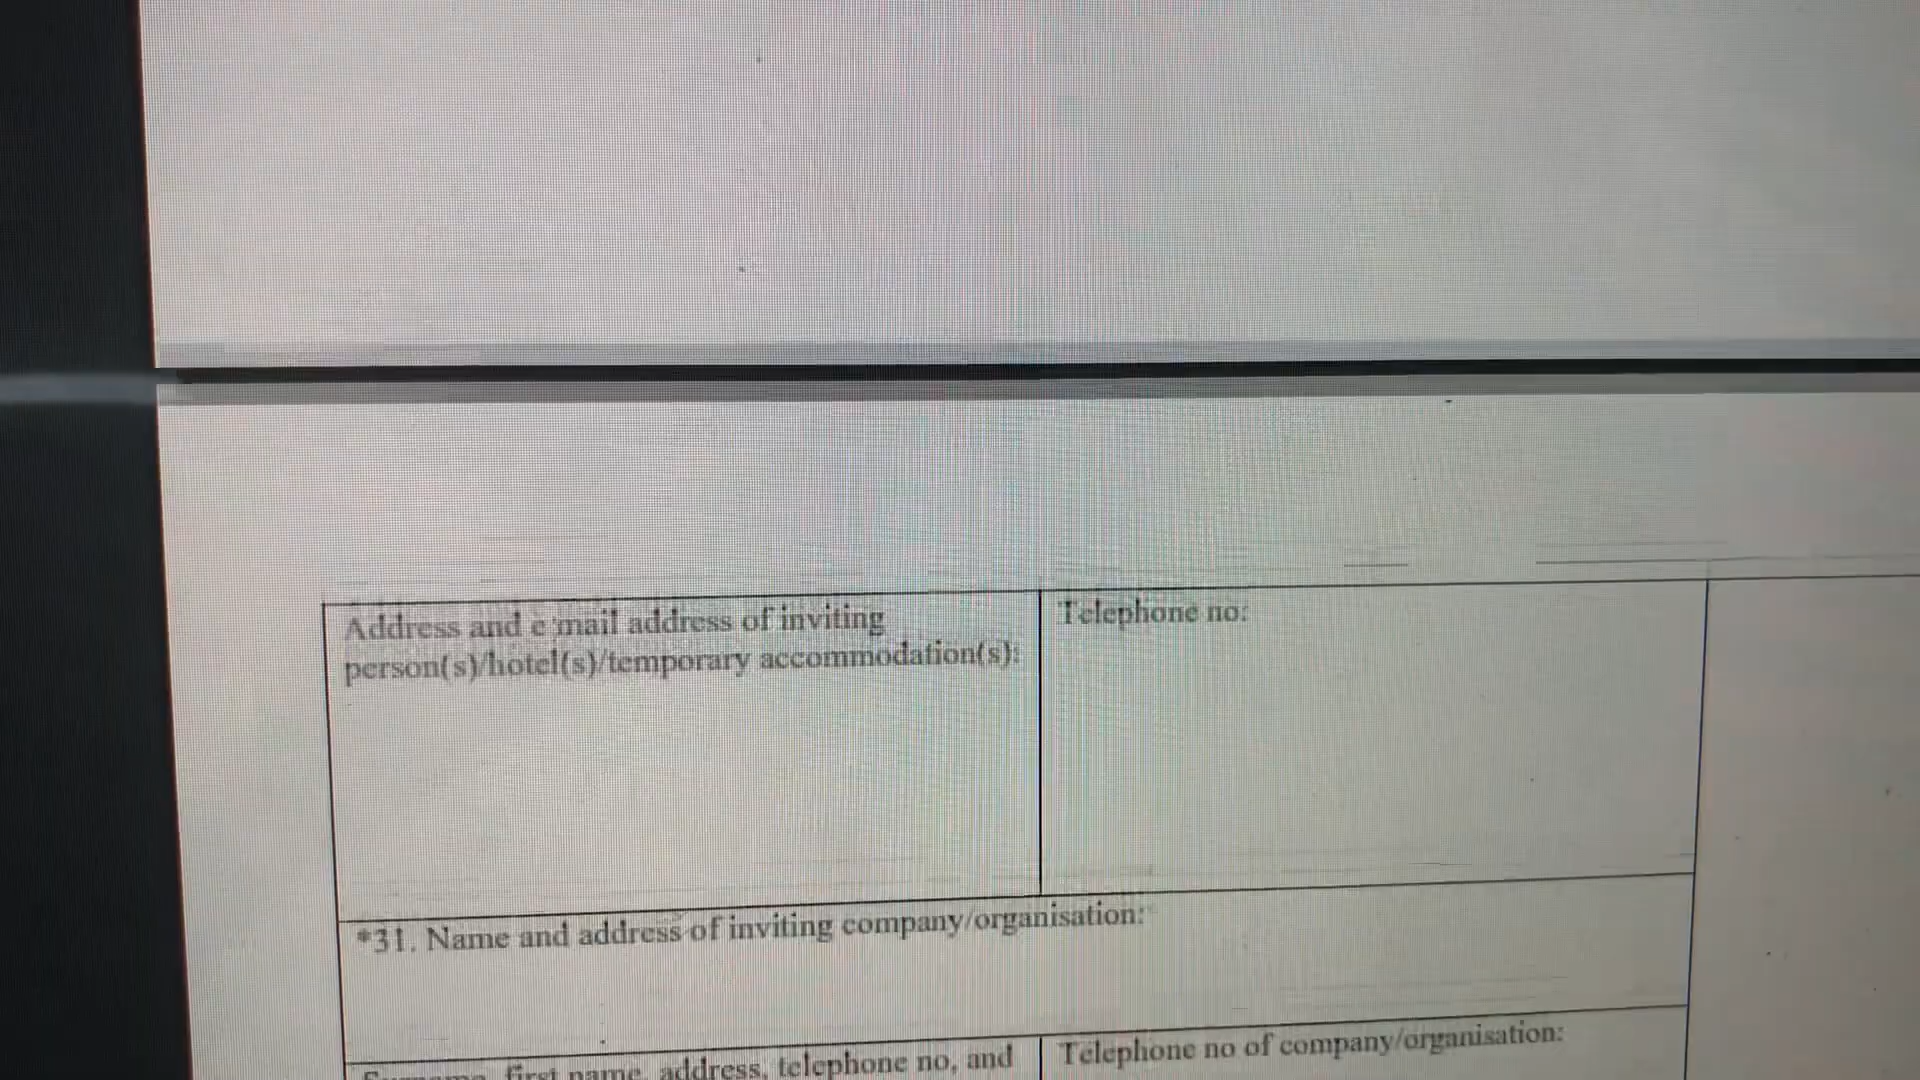 Address and e-mail address of inviting
person(s)/hotel(s)/temporary accommodation(s):
Telephone no:
*31. Name and address of inviting company/organisation:
Surname, first name, address, telephone no, and
Telephone no of company/organisation: